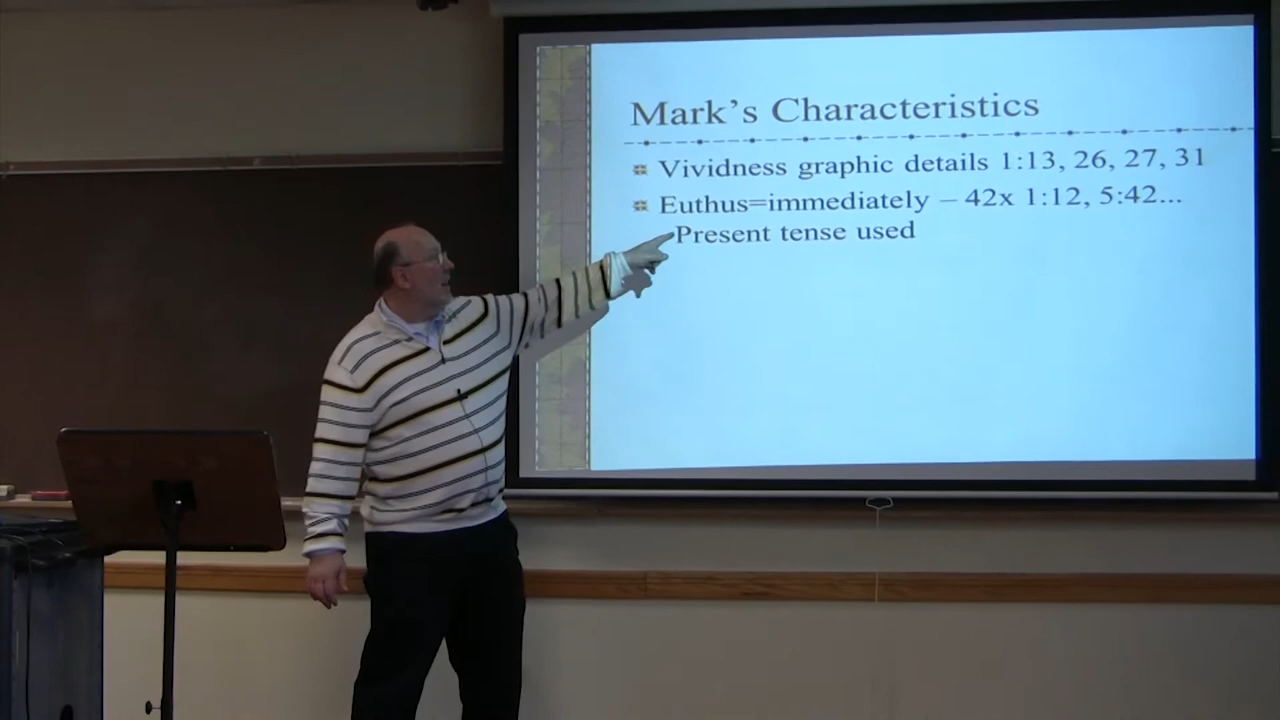 Mark's Characteristics
Vividness graphic details 1:13, 26, 27, 31
Euthus=immediately – 42x 1:12, 5:42...
Present tense used